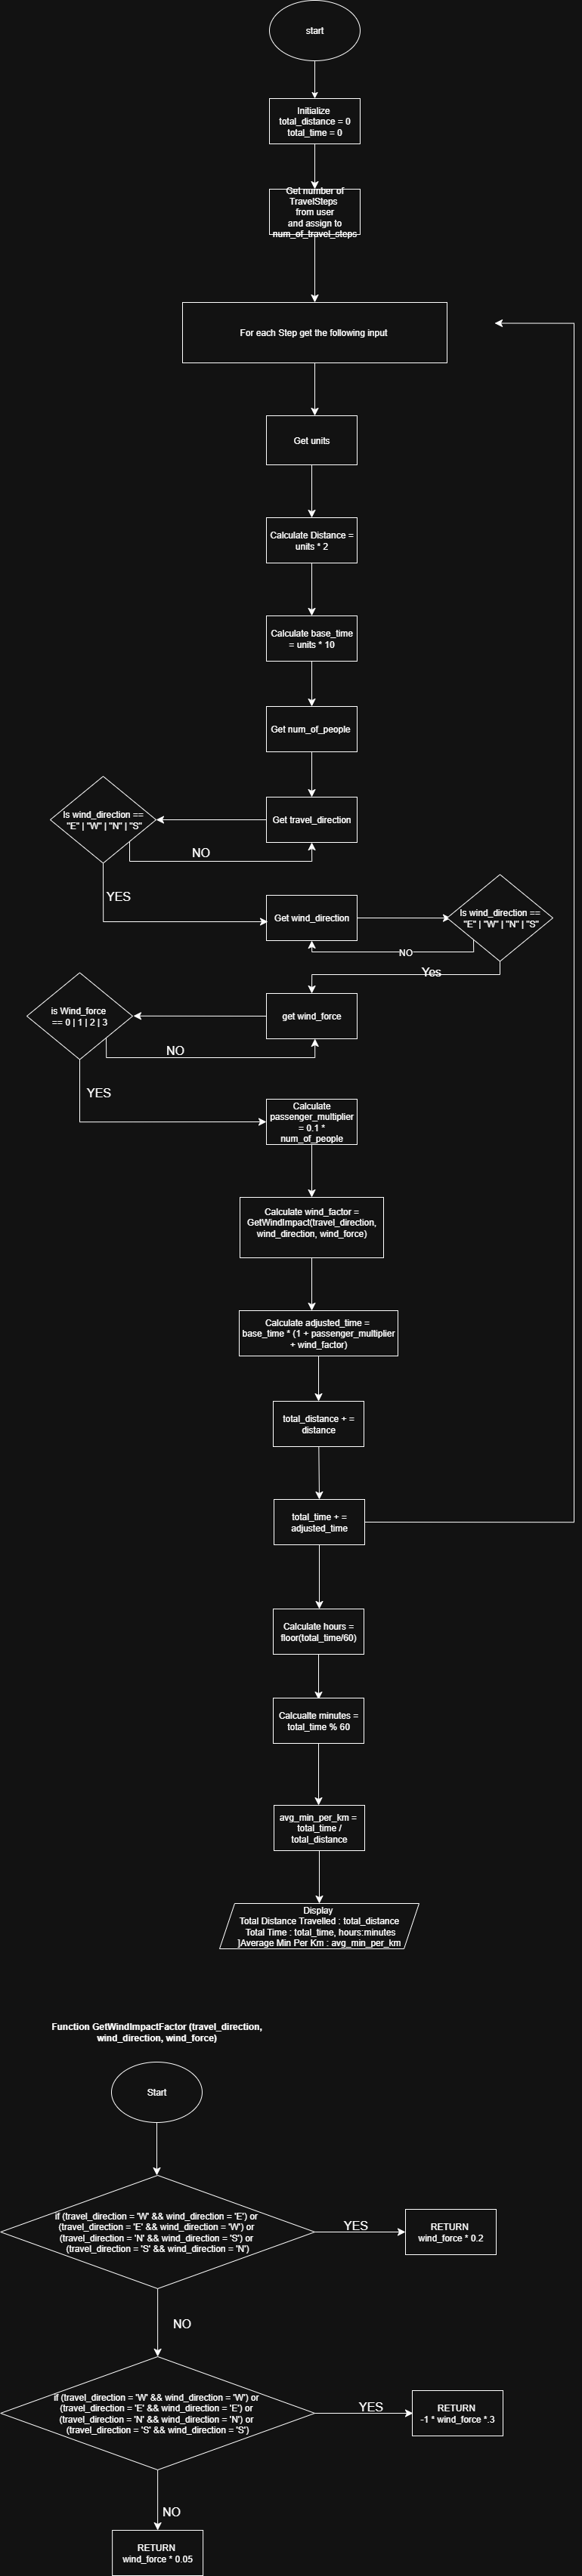 start
Initialize
total_distance = 0
total_time = 0
Get number of
TravelSteps
from user
and assign to
num_of_travel_steps
For each Step get the following input
Get units
Calculate Distance =
units * 2
Calculate base_time
= units * 10
Get num_of_people
Is wind_direction ==
"E" | "W" | "N" | "S"
Get travel_direction
NO
YES
Get wind_direction
Is wind_direction ==
"E" | "W" | "N" | "S"
NO
Yes
is Wind_force
== 0 | 1 | 2 | 3
get wind_force
NO
YES
Calculate
passenger_multiplier
= 0.1 *
num_of_people
Calculate wind_factor =
GetWindImpact(travel_direction,
wind_direction, wind_force)
Calculate adjusted_time =
base_time * (1 + passenger_multiplier
+ wind_factor)
total_distance + =
distance
total_time + =
adjusted_time
Calculate hours =
floor(total_time/60)
Calcualte minutes =
total_time % 60
avg_min_per_km =
total_time /
total_distance
Display
Total Distance Travelled : total_distance
Total Time : total_time, hours:minutes
]Average Min Per Km : avg_min_per_km
Function GetWindImpactFactor (travel_direction,
wind_direction, wind_force)
Start
if (travel_direction = 'W' && wind_direction = 'E') or
(travel_direction = 'E' && wind_direction = 'W') or
(travel_direction = 'N' && wind_direction = 'S') or
(travel_direction = 'S' && wind_direction = 'N')
YES
RETURN
wind_force * 0.2
NO
if (travel_direction = 'W' && wind_direction = 'W') or
(travel_direction = 'E' && wind_direction = 'E') or
(travel_direction = 'N' && wind_direction = 'N') or
(travel_direction = 'S' && wind_direction = 'S')
YES
RETURN
-1 * wind_force *.3
NO
RETURN
wind_force * 0.05